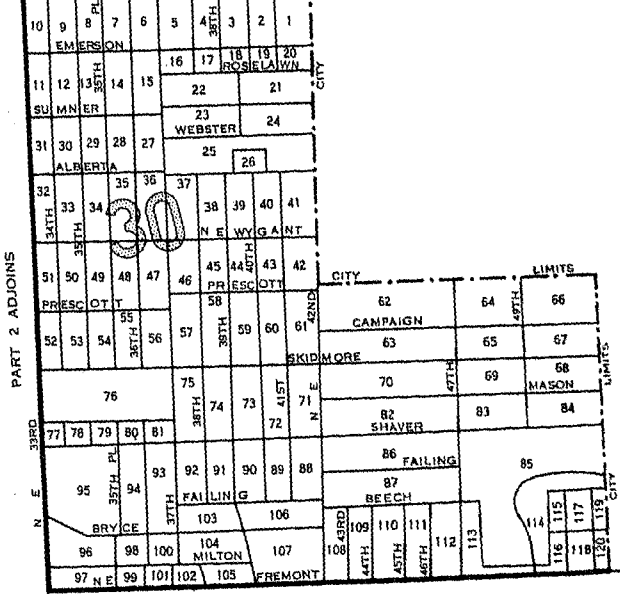 10 9 8 PL 7 6 5 4 38TH 3 2 1
EMERSON
16 17 18 19 20
ROSELAWN
CITY
11 12 13 35TH 14 15
22 21
SUMNER
23 24
WEBSTER
31 30 29 28 27
25 26
ALBERTA
32 33 34 35 36 37
38 39 40 41
34TH 35TH
30
NE WYGANT
51 50 49 48 47 46 45 44 40TH 43 42
PRESCOTT
PRESCOTT
CITY LIMITS
62 64 49TH 66
CAMPAIGN
52 53 54 55 36TH 56 57 58 39TH 59 60 61 42ND
63 65 67
SKIDMORE
PART 2 ADJOINS
76
75 38TH 74 73 41ST 72 71 NE
70 47TH 69 68
MASON
LIMITS
82 83 84
SHAVER
33RD
77 78 79 80 81
86 FAILING
85
95 35TH PL 94 93 37TH 92 91 90 89 88
87
BEECH
FAILING
NE
CITY
BRYCE
103 106
108 43RD 109 44TH 110 45TH 111 46TH 112 113 114 115 117 119
96 98 100 104 107
MILTON
116 118 120
97 NE 99 101 102 105 FREMONT